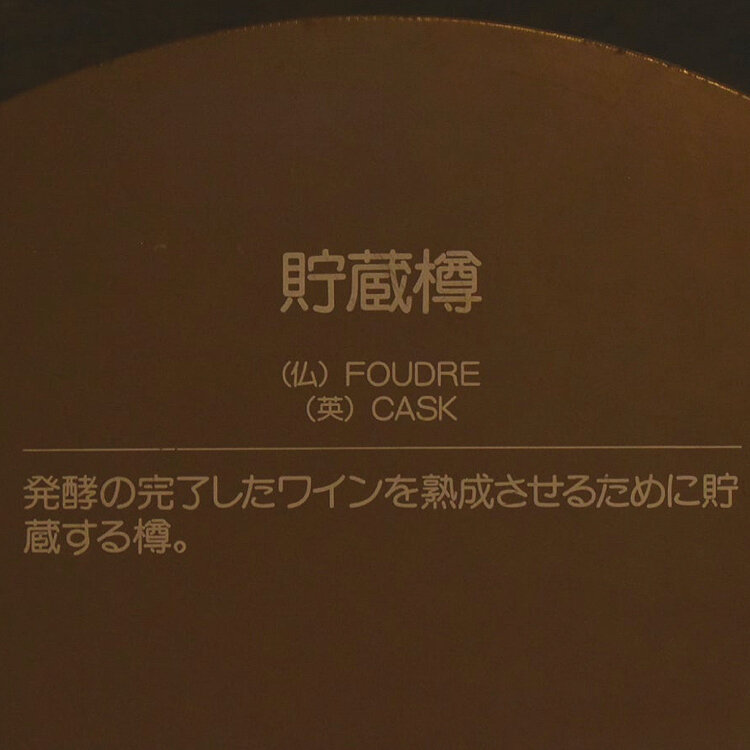 貯蔵樽
（仏）FOUDRE
（英）CASK
発酵の完了したワインを熟成させるために貯
蔵する樽。